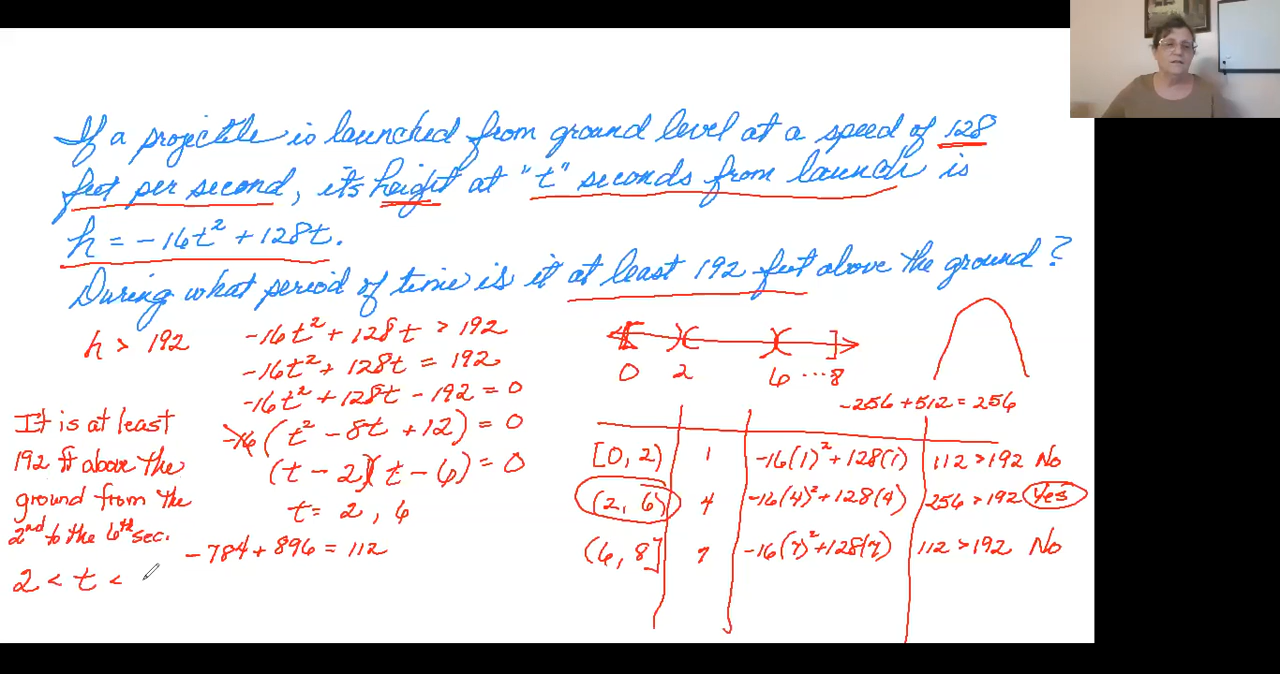 If a projectile is launched from ground level at a speed of 128
feet per second, its height at "t" seconds from launch is
h = -16t² + 128t.
During what period of time is it at least 192 feet above the ground?
h > 192
-16t² + 128t > 192
-16t² + 128t = 192
-16t² + 128t - 192 = 0
-16(t² - 8t + 12) = 0
(t - 2)(t - 6) = 0
t = 2, 6
-784 + 896 = 112
It is at least
192 ft above the
ground from the
2nd to the 6th sec.
2 < t <
0 2 6 ... 8
-256 + 512 = 256
[0, 2) 1 -16(1)² + 128(1) 112 > 192 No
(2, 6) 4 -16(4)² + 128(4) 256 > 192 Yes
(6, 8] 7 -16(7)² + 128(7) 112 > 192 No